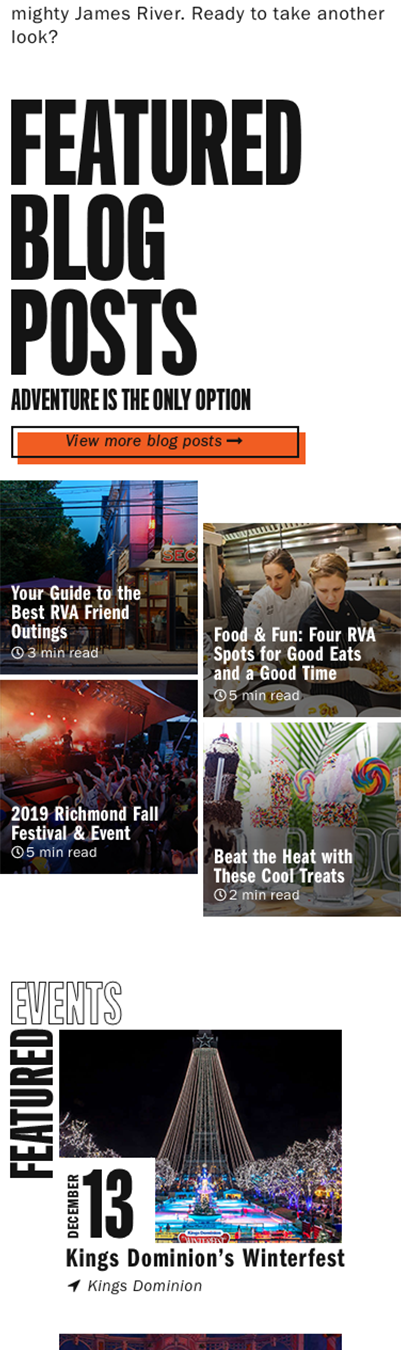 mighty James River. Ready to take another
look?
FEATURED
BLOG
POSTS
ADVENTURE IS THE ONLY OPTION
View more blog posts
Your Guide to the
Best RVA Friend
Outings
3 min read
Food & Fun: Four RVA
Spots for Good Eats
and a Good Time
5 min read
2019 Richmond Fall
Festival & Event
5 min read
Beat the Heat with
These Cool Treats
2 min read
EVENTS
FEATURED
DECEMBER
13
Kings Dominion's Winterfest
Kings Dominion